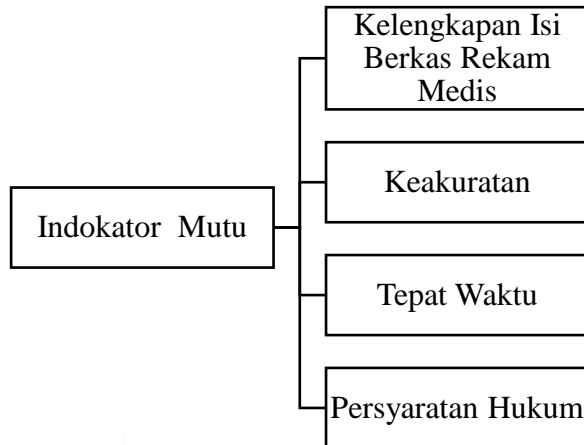 Kelengkapan Isi
Berkas Rekam
Medis
Keakuratan
Indokator Mutu
Tepat Waktu
Persyaratan Hukum